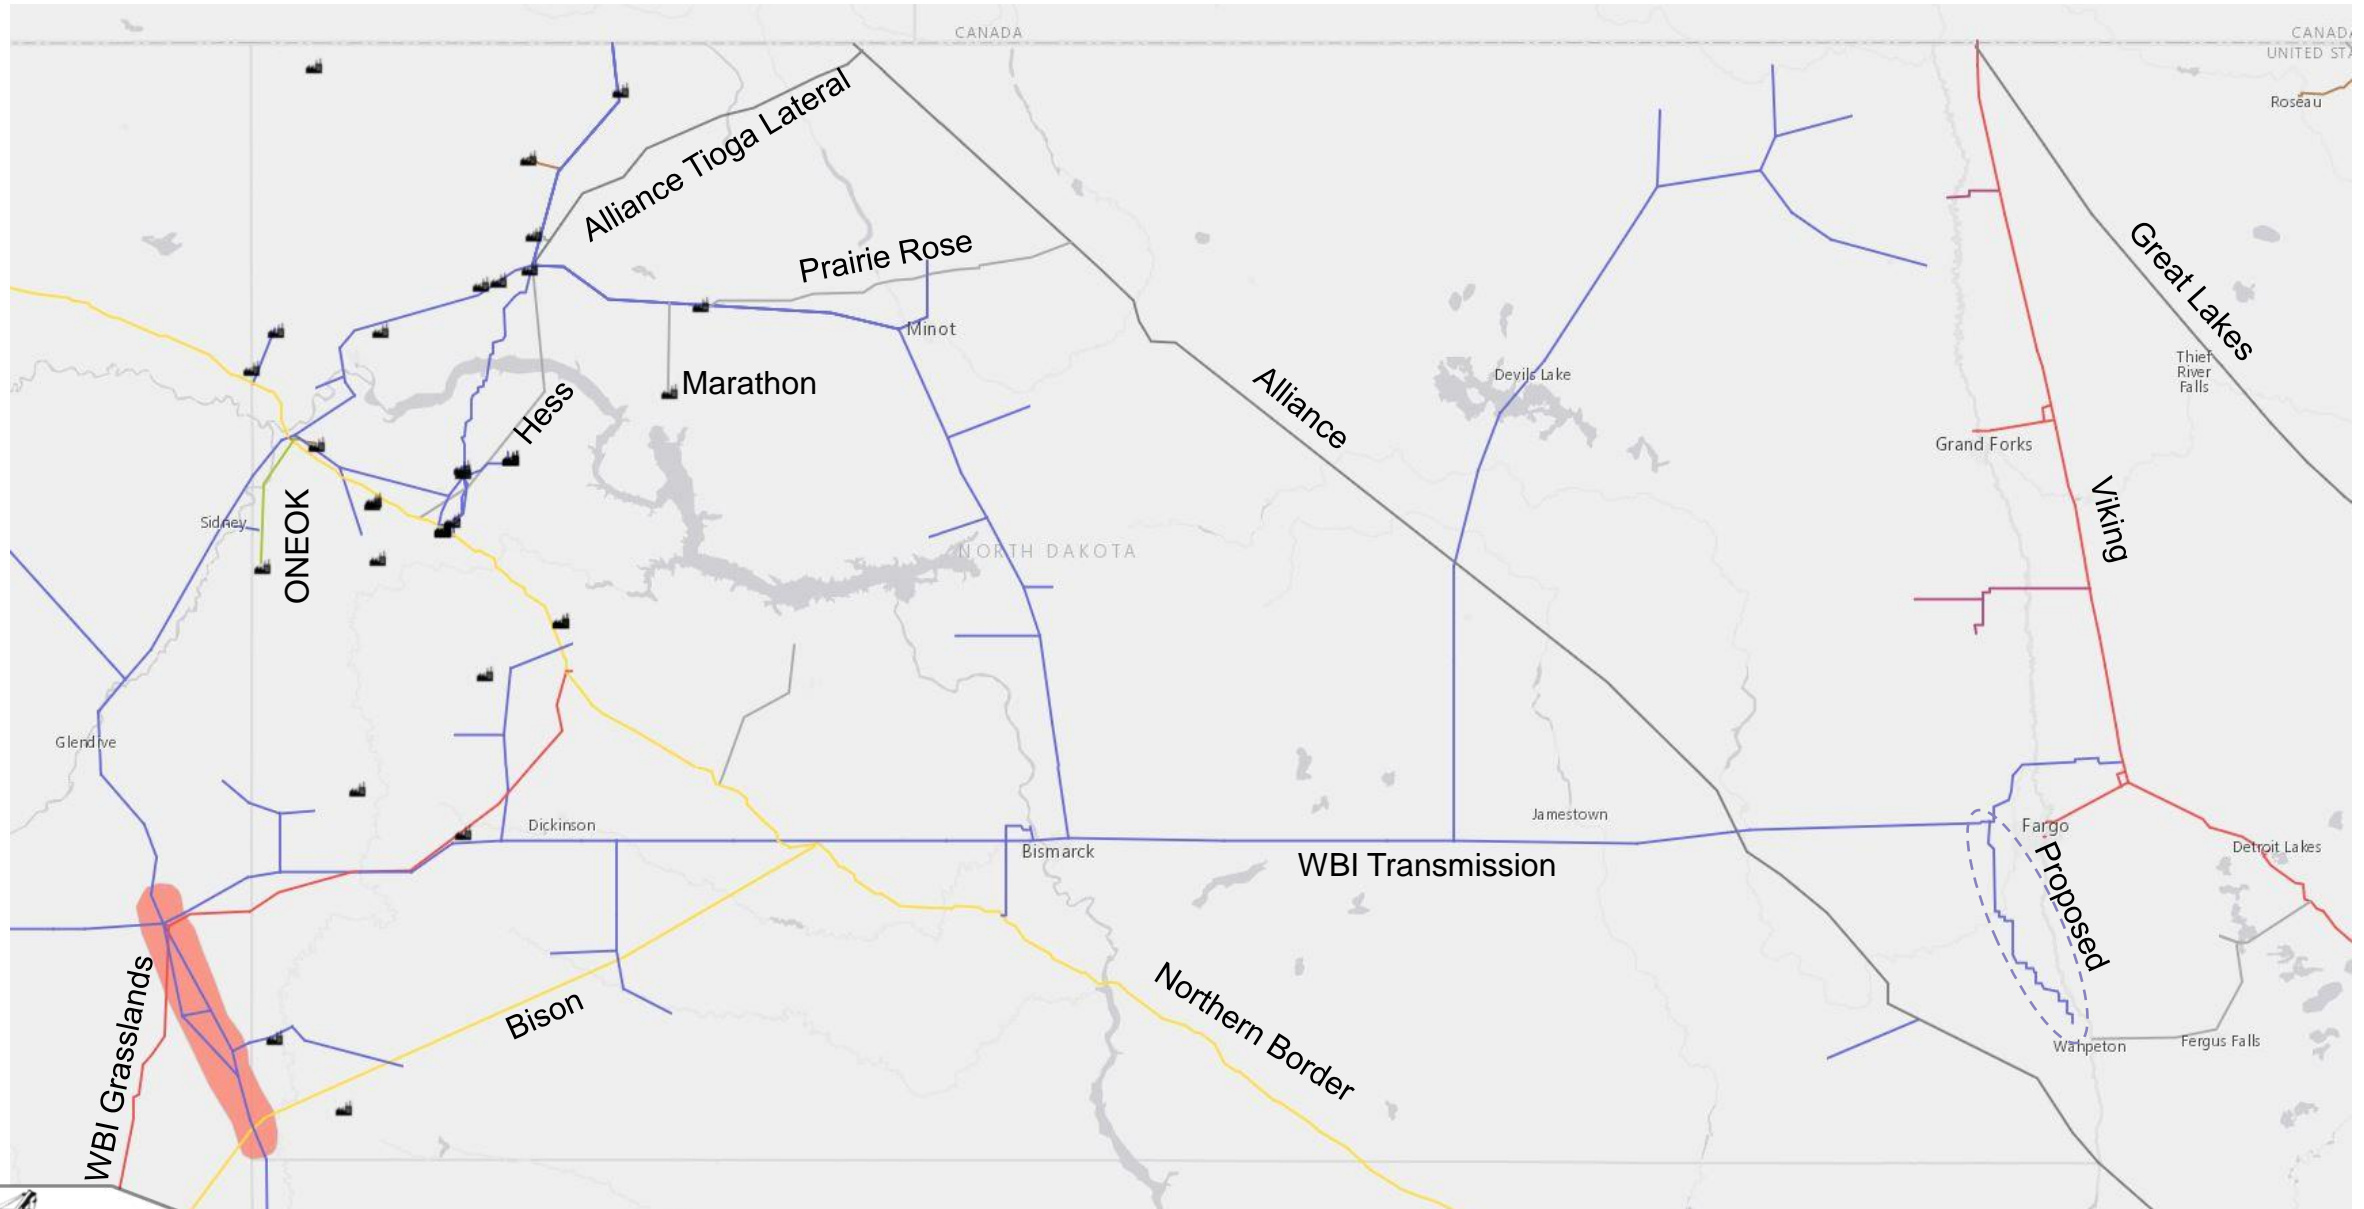 CANADA
CANADA
UNITED STA
Roseau
Alliance Tioga Lateral
Prairie Rose
Great Lakes
Minot
Thief
River
Falls
Devils Lake
Marathon
Hess
Alliance
Grand Forks
Viking
Sidney
ONEOK
NORTH DAKOTA
Glendive
Dickinson
Jamestown
Fargo
Bismarck
Detroit Lakes
WBI Transmission
Proposed
WBI Grasslands
Bison
Northern Border
Wahpeton
Fergus Falls